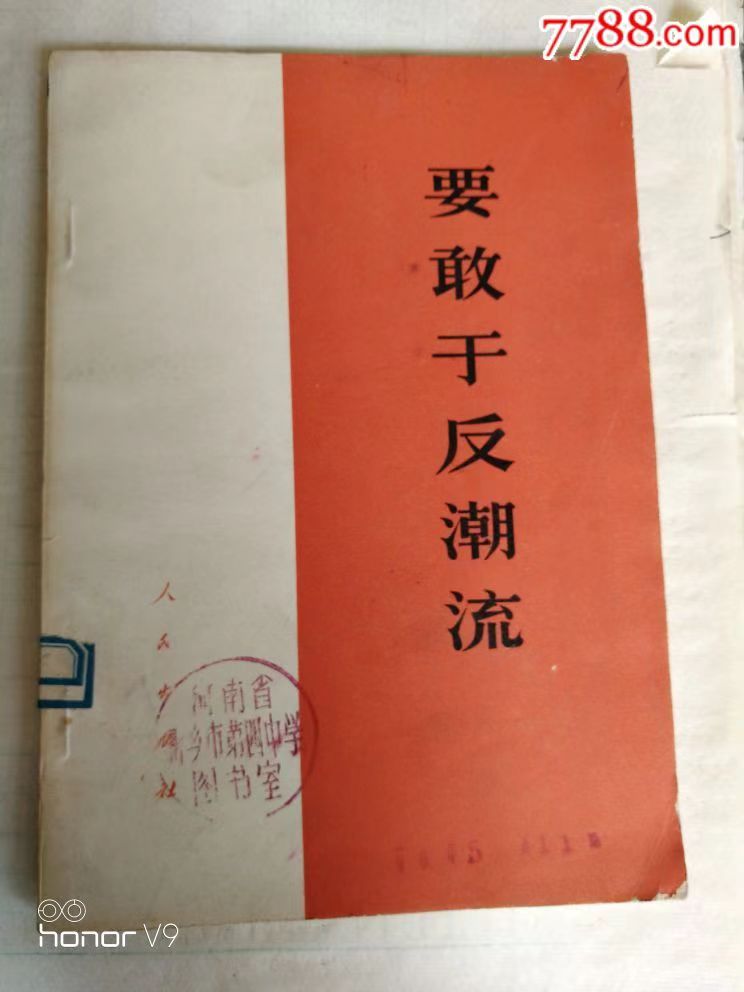 7788.com
要敢于反潮流
人民出版社
河南省
乡市第四中学
图书室
honor V9